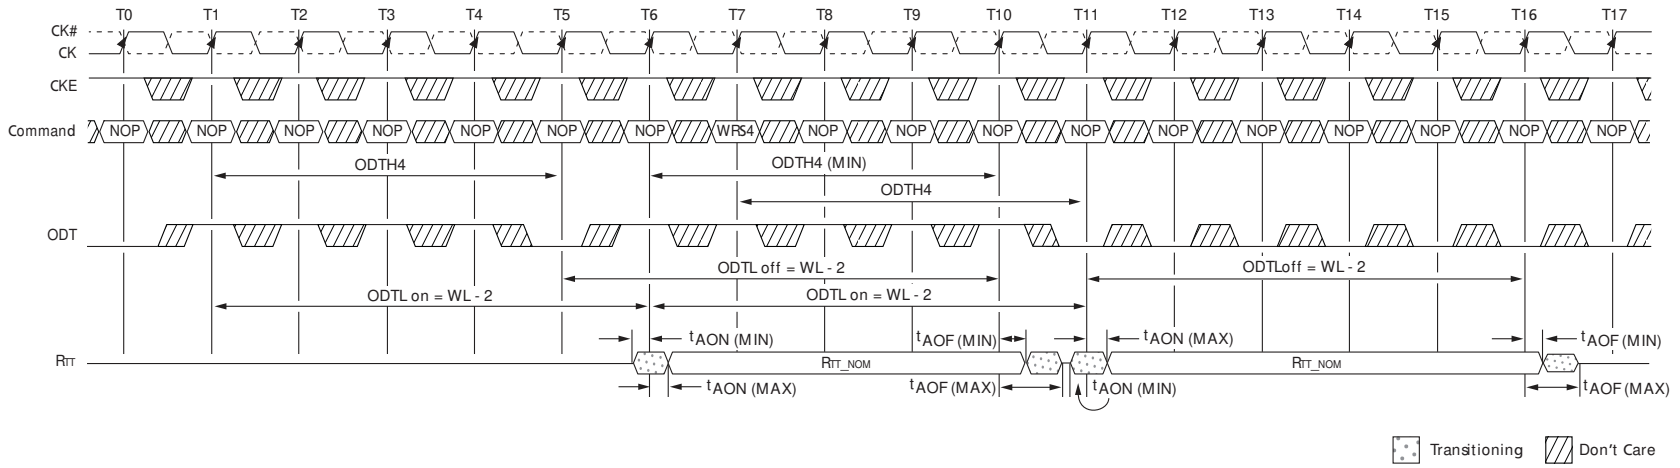 T0 T1 T2 T3 T4 T5 T6 T7 T8 T9 T10 T11 T12 T13 T14 T15 T16 T17
CK#
CK
CKE
Command NOP NOP NOP NOP NOP NOP NOP WRS4 NOP NOP NOP NOP NOP NOP NOP NOP NOP NOP
ODTH4 ODTH4 (MIN)
ODTH4
ODT
ODTL off = WL - 2 ODTLoff = WL - 2
ODTL on = WL - 2 ODTL on = WL - 2
tAON (MIN) tAOF (MIN) tAON (MAX) tAOF (MIN)
RTT RTT_NOM RTT_NOM
tAON (MAX) tAOF (MAX) tAON (MIN) tAOF (MAX)
Transitioning Don't Care